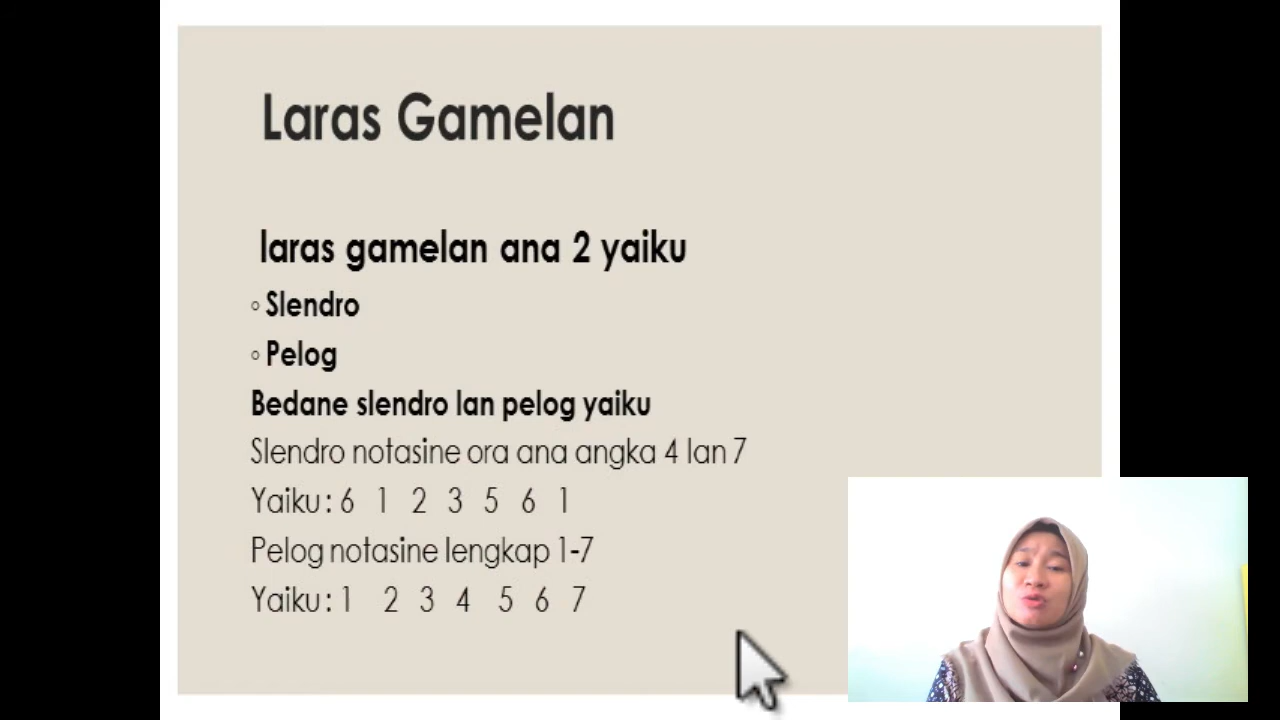 Laras Gamelan
laras gamelan ana 2 yaiku
◦ Slendro
◦ Pelog
Bedane slendro lan pelog yaiku
Slendro notasine ora ana angka 4 lan 7
Yaiku : 6 1 2 3 5 6 1
Pelog notasine lengkap 1-7
Yaiku : 1 2 3 4 5 6 7